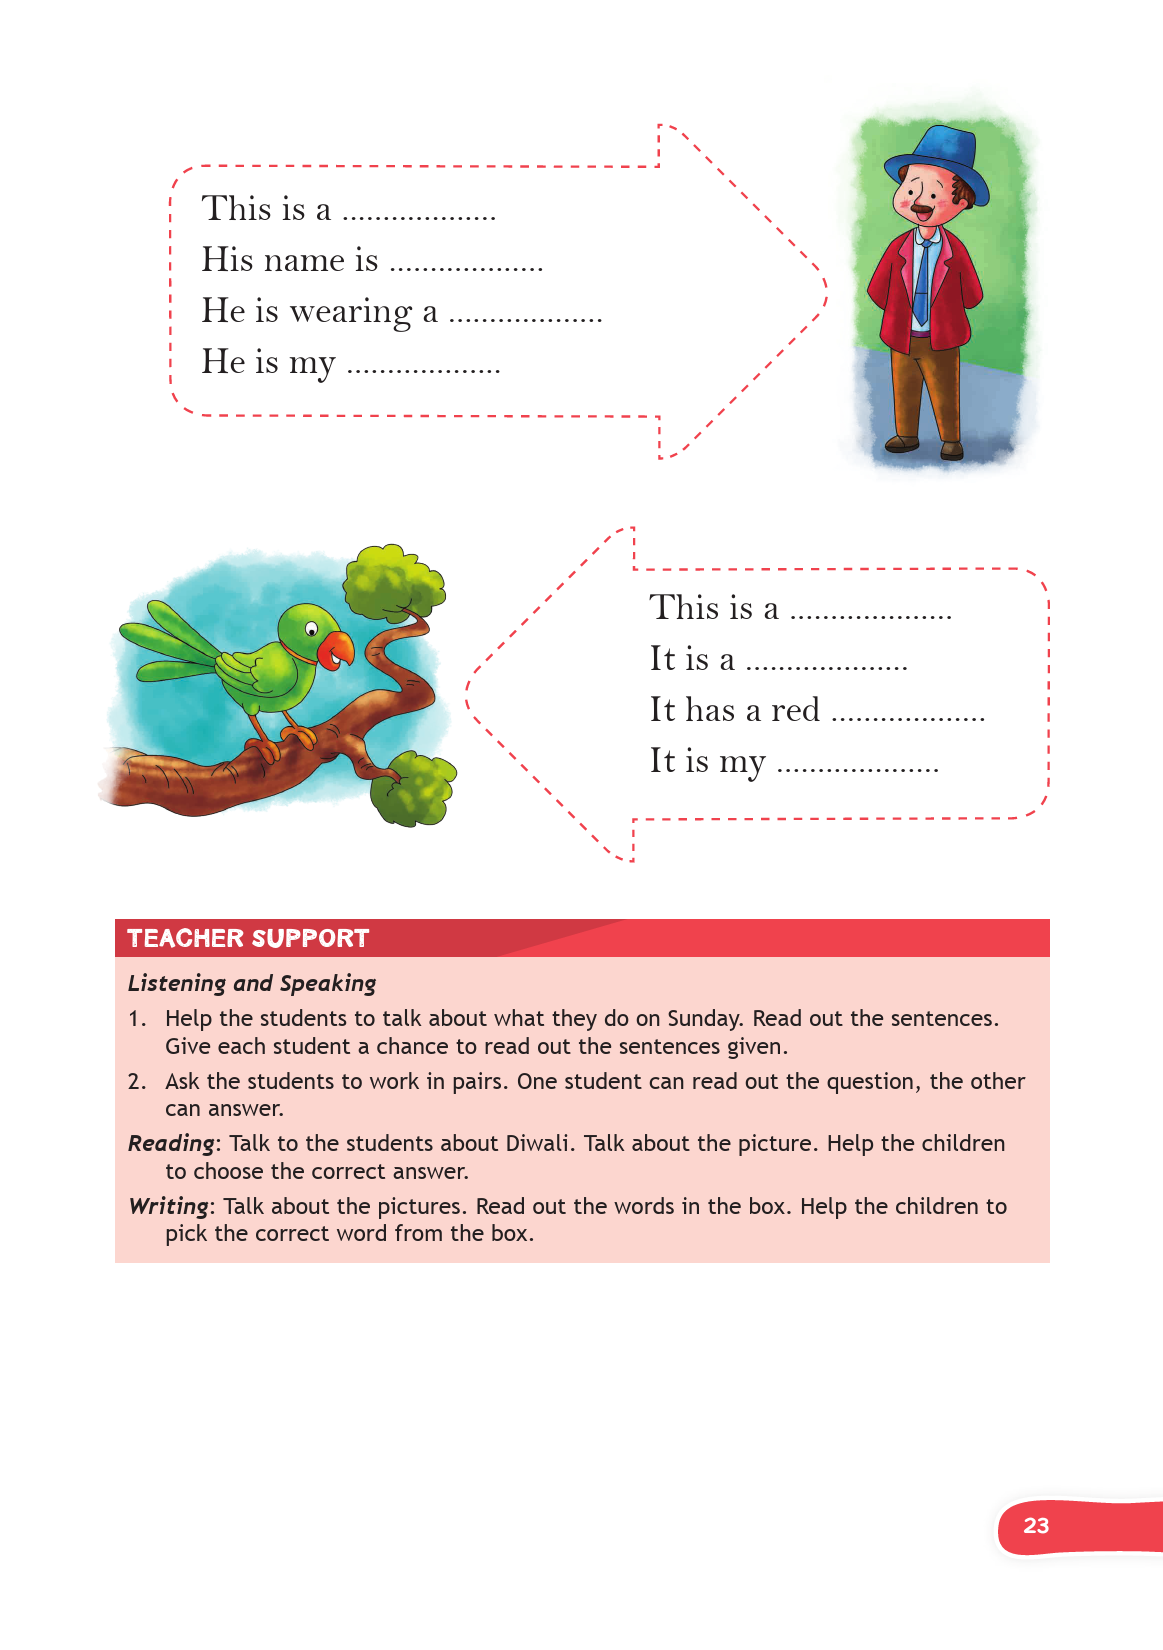 This is a ...................
His name is ...................
He is wearing a ...................
He is my ...................
This is a ....................
It is a ....................
It has a red ...................
It is my ....................
TEACHER SUPPORT
Listening and Speaking
1. Help the students to talk about what they do on Sunday. Read out the sentences.
Give each student a chance to read out the sentences given.
2. Ask the students to work in pairs. One student can read out the question, the other
can answer.
Reading: Talk to the students about Diwali. Talk about the picture. Help the children
to choose the correct answer.
Writing: Talk about the pictures. Read out the words in the box. Help the children to
pick the correct word from the box.
23